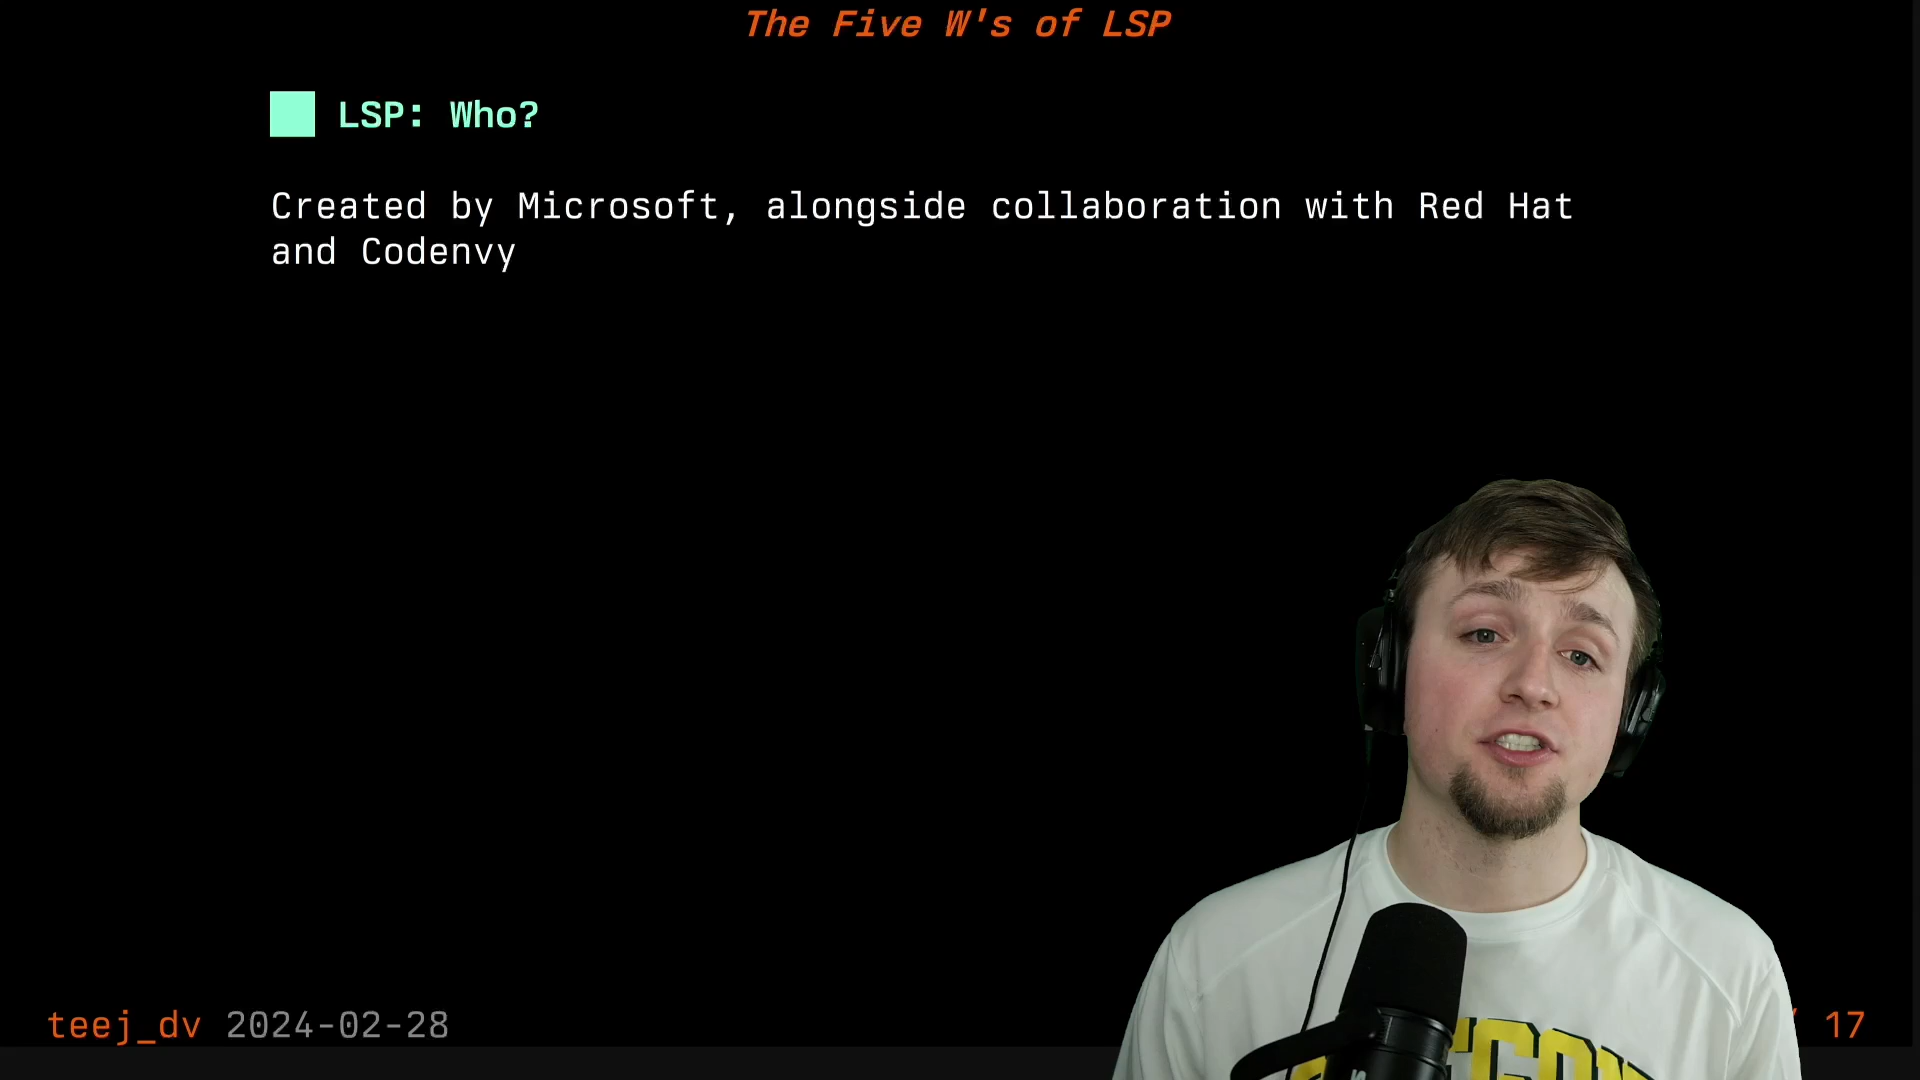 The Five W's of LSP
LSP: Who?
Created by Microsoft, alongside collaboration with Red Hat
and Codenvy
teej_dv 2024-02-28
/ 17